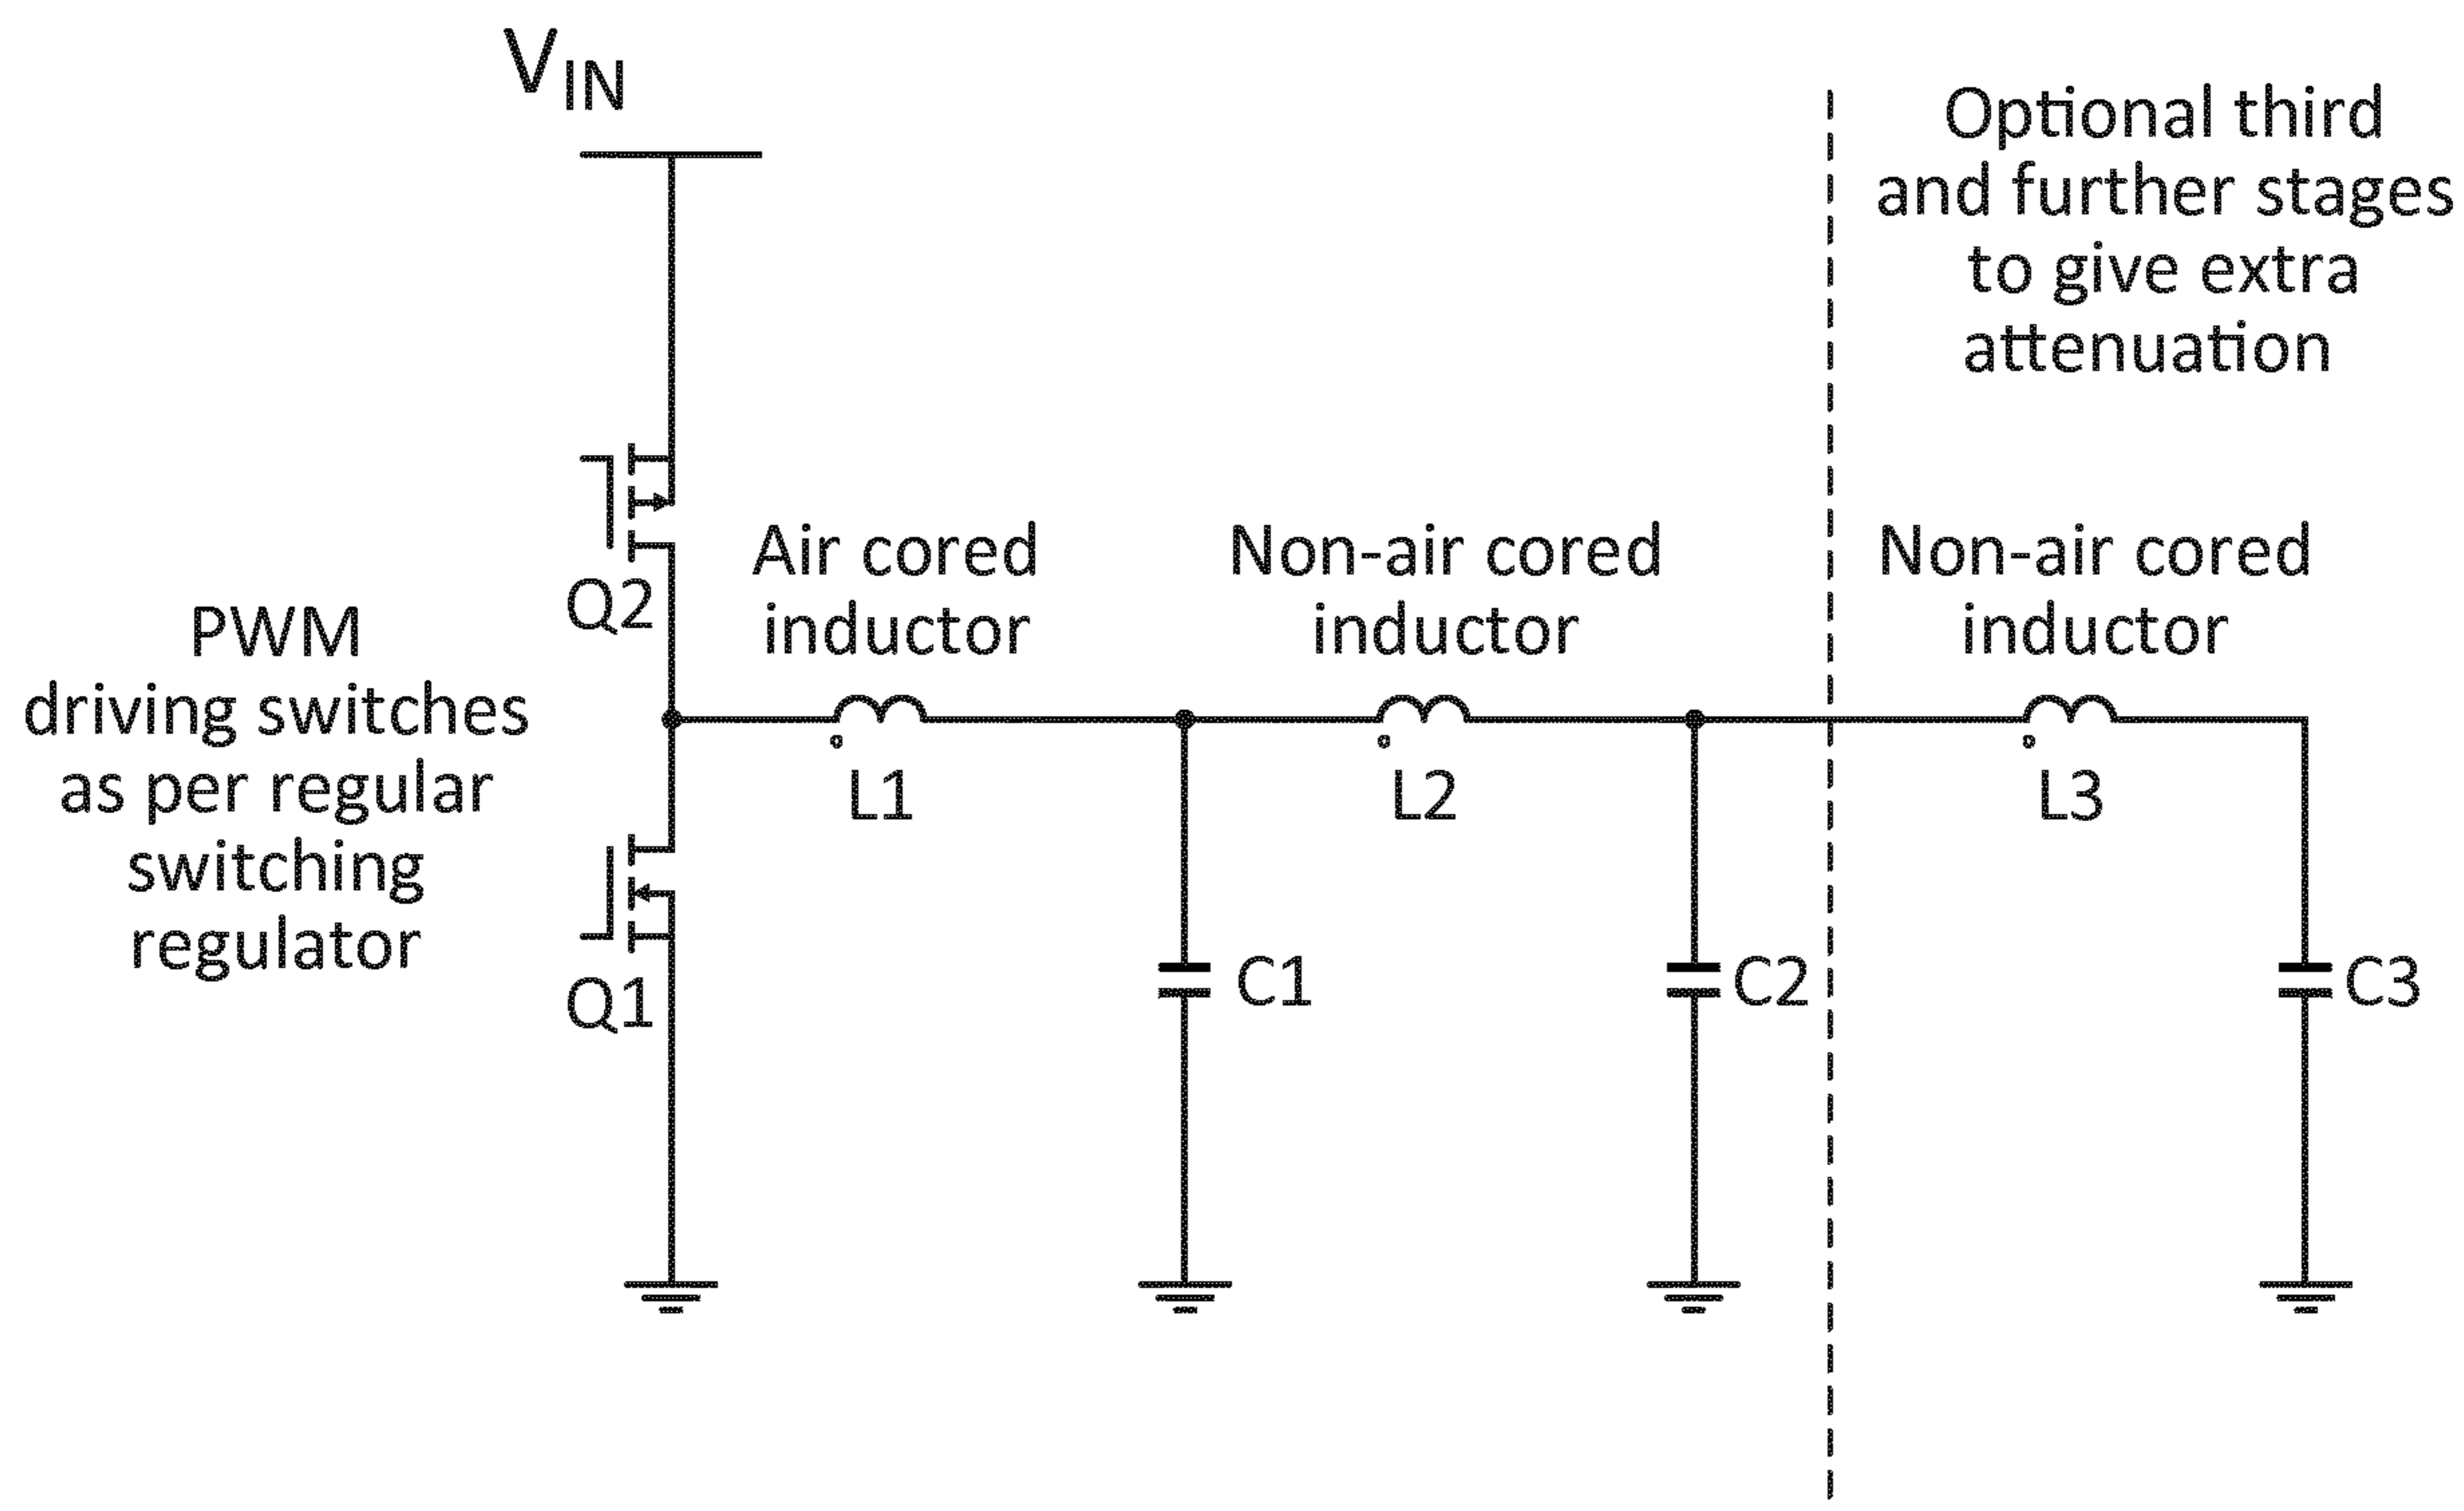 VIN
Optional third
and further stages
to give extra
attenuation
PWM
driving switches
as per regular
switching
regulator
Q2
Q1
Air cored
inductor
L1
Non-air cored
inductor
L2
Non-air cored
inductor
L3
C1
C2
C3